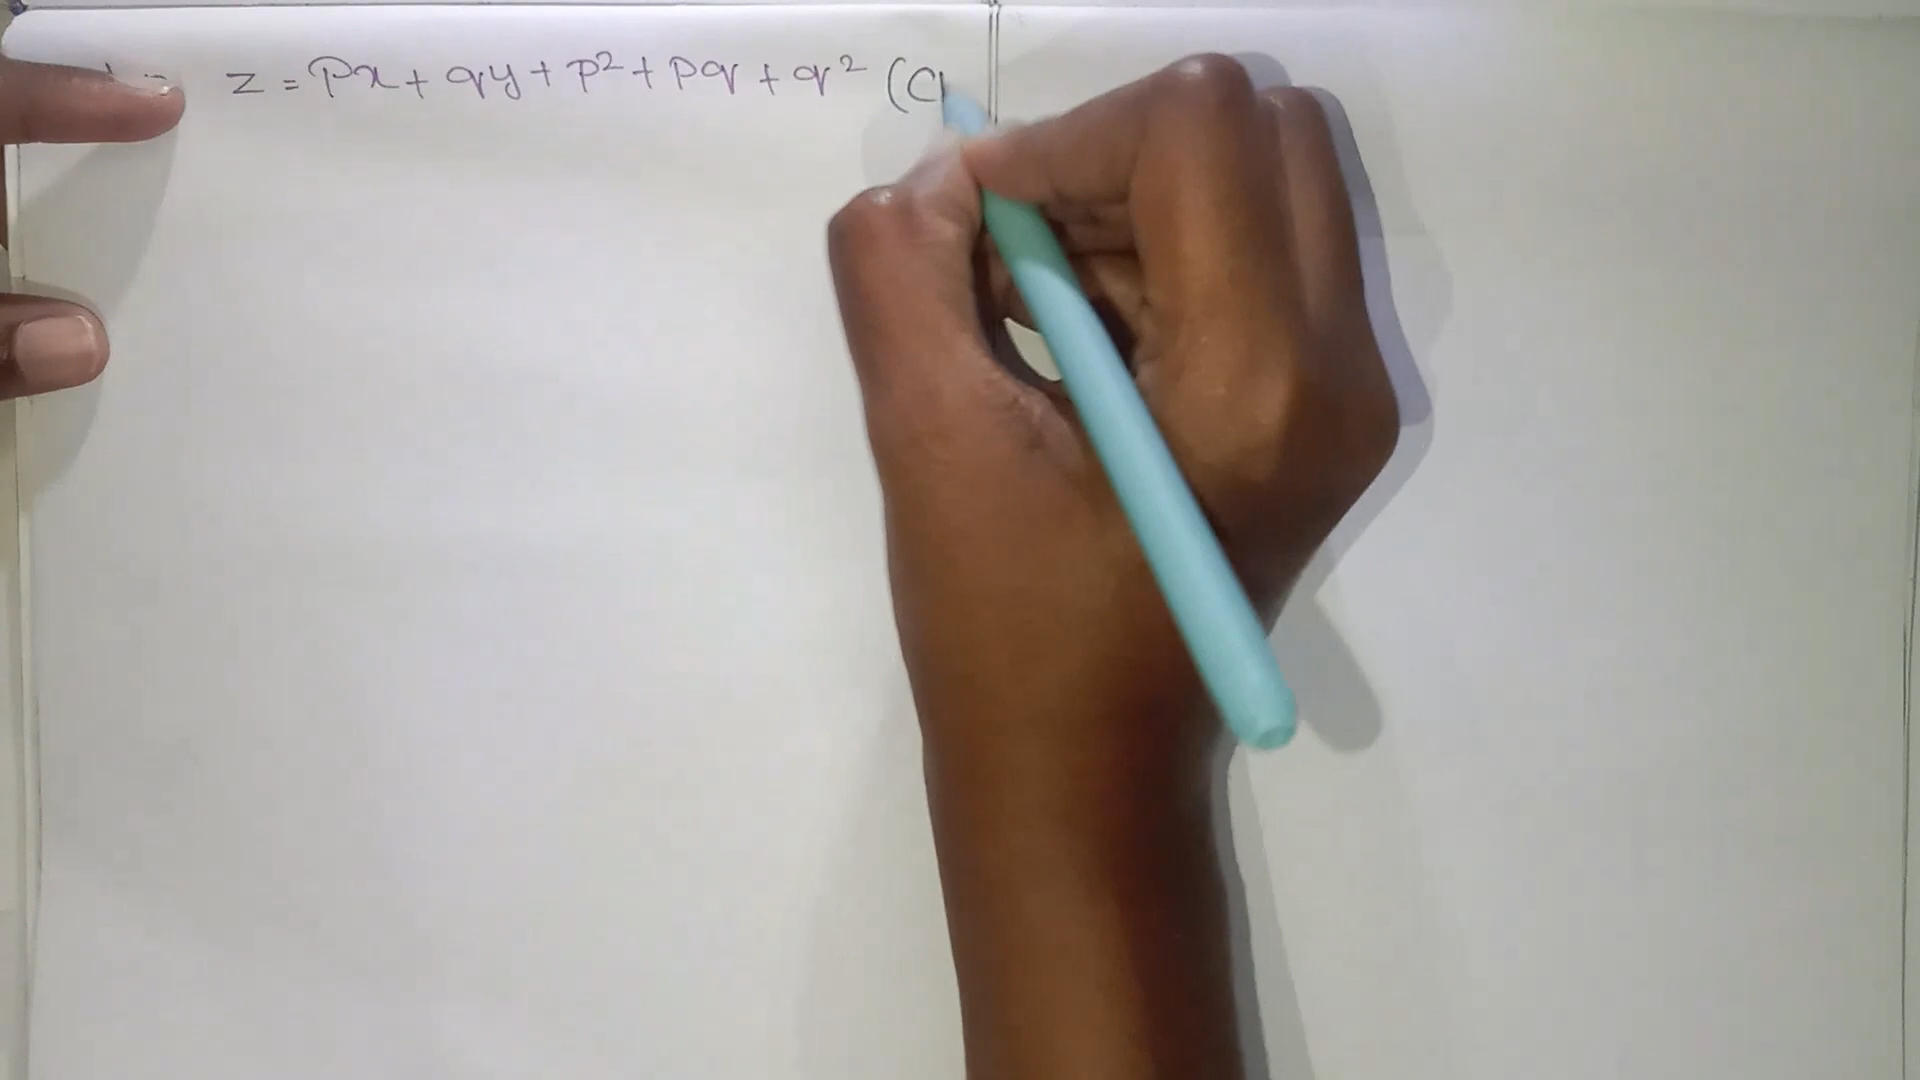 z = px + qy + p² + pq + q² (C